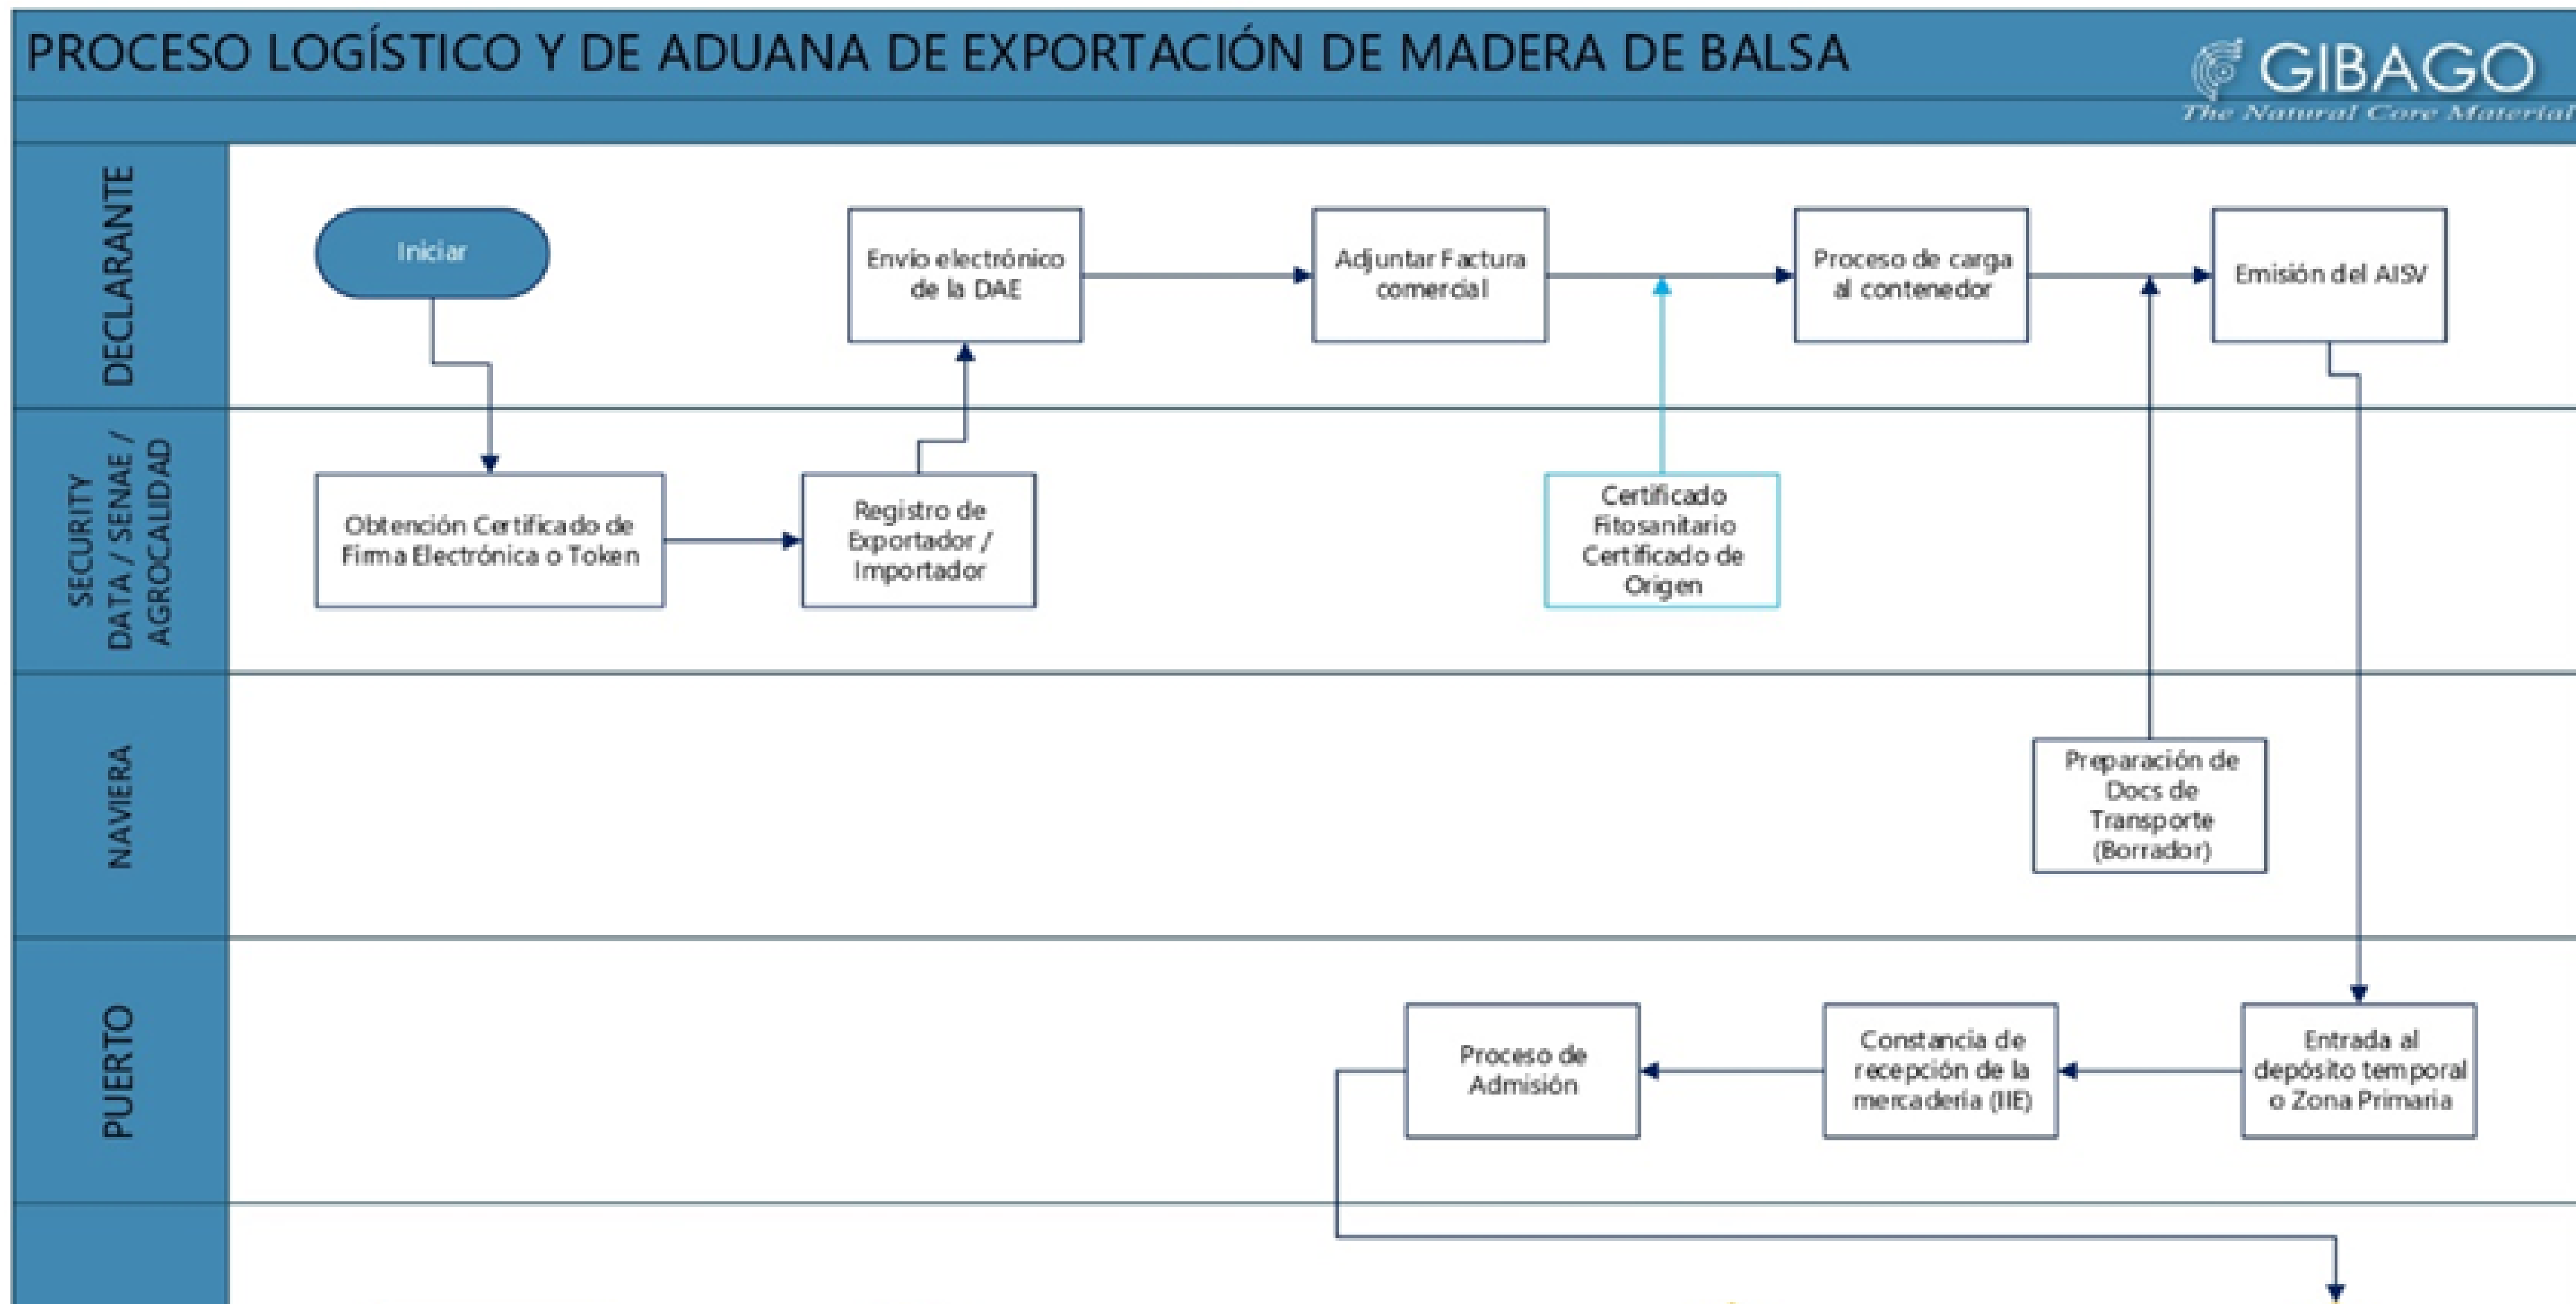 PROCESO LOGÍSTICO Y DE ADUANA DE EXPORTACIÓN DE MADERA DE BALSA
GIBAGO
The Natural Core Material
DECLARANTE
Iniciar
Envío electrónico
de la DAE
Adjuntar Factura
comercial
Proceso de carga
al contenedor
Emisión del AISV
SECURITY
DATA / SENAE /
AGROCALIDAD
Obtención Certificado de
Firma Electrónica o Token
Registro de
Exportador /
Importador
Certificado
Fitosanitario
Certificado de
Origen
NAVIERA
Preparación de
Docs de
Transporte
(Borrador)
PUERTO
Proceso de
Admisión
Constancia de
recepción de la
mercadería (IIE)
Entrada al
depósito temporal
o Zona Primaria